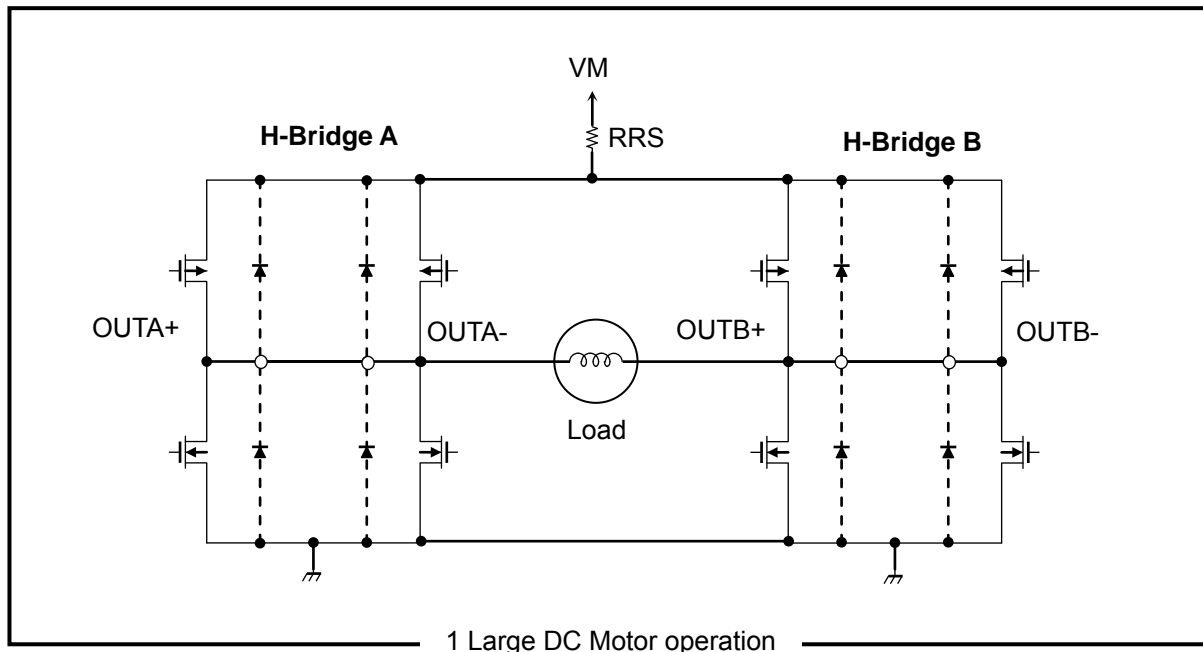 VM
RRS
H-Bridge A
H-Bridge B
OUTA+
OUTA-
OUTB+
OUTB-
Load
1 Large DC Motor operation